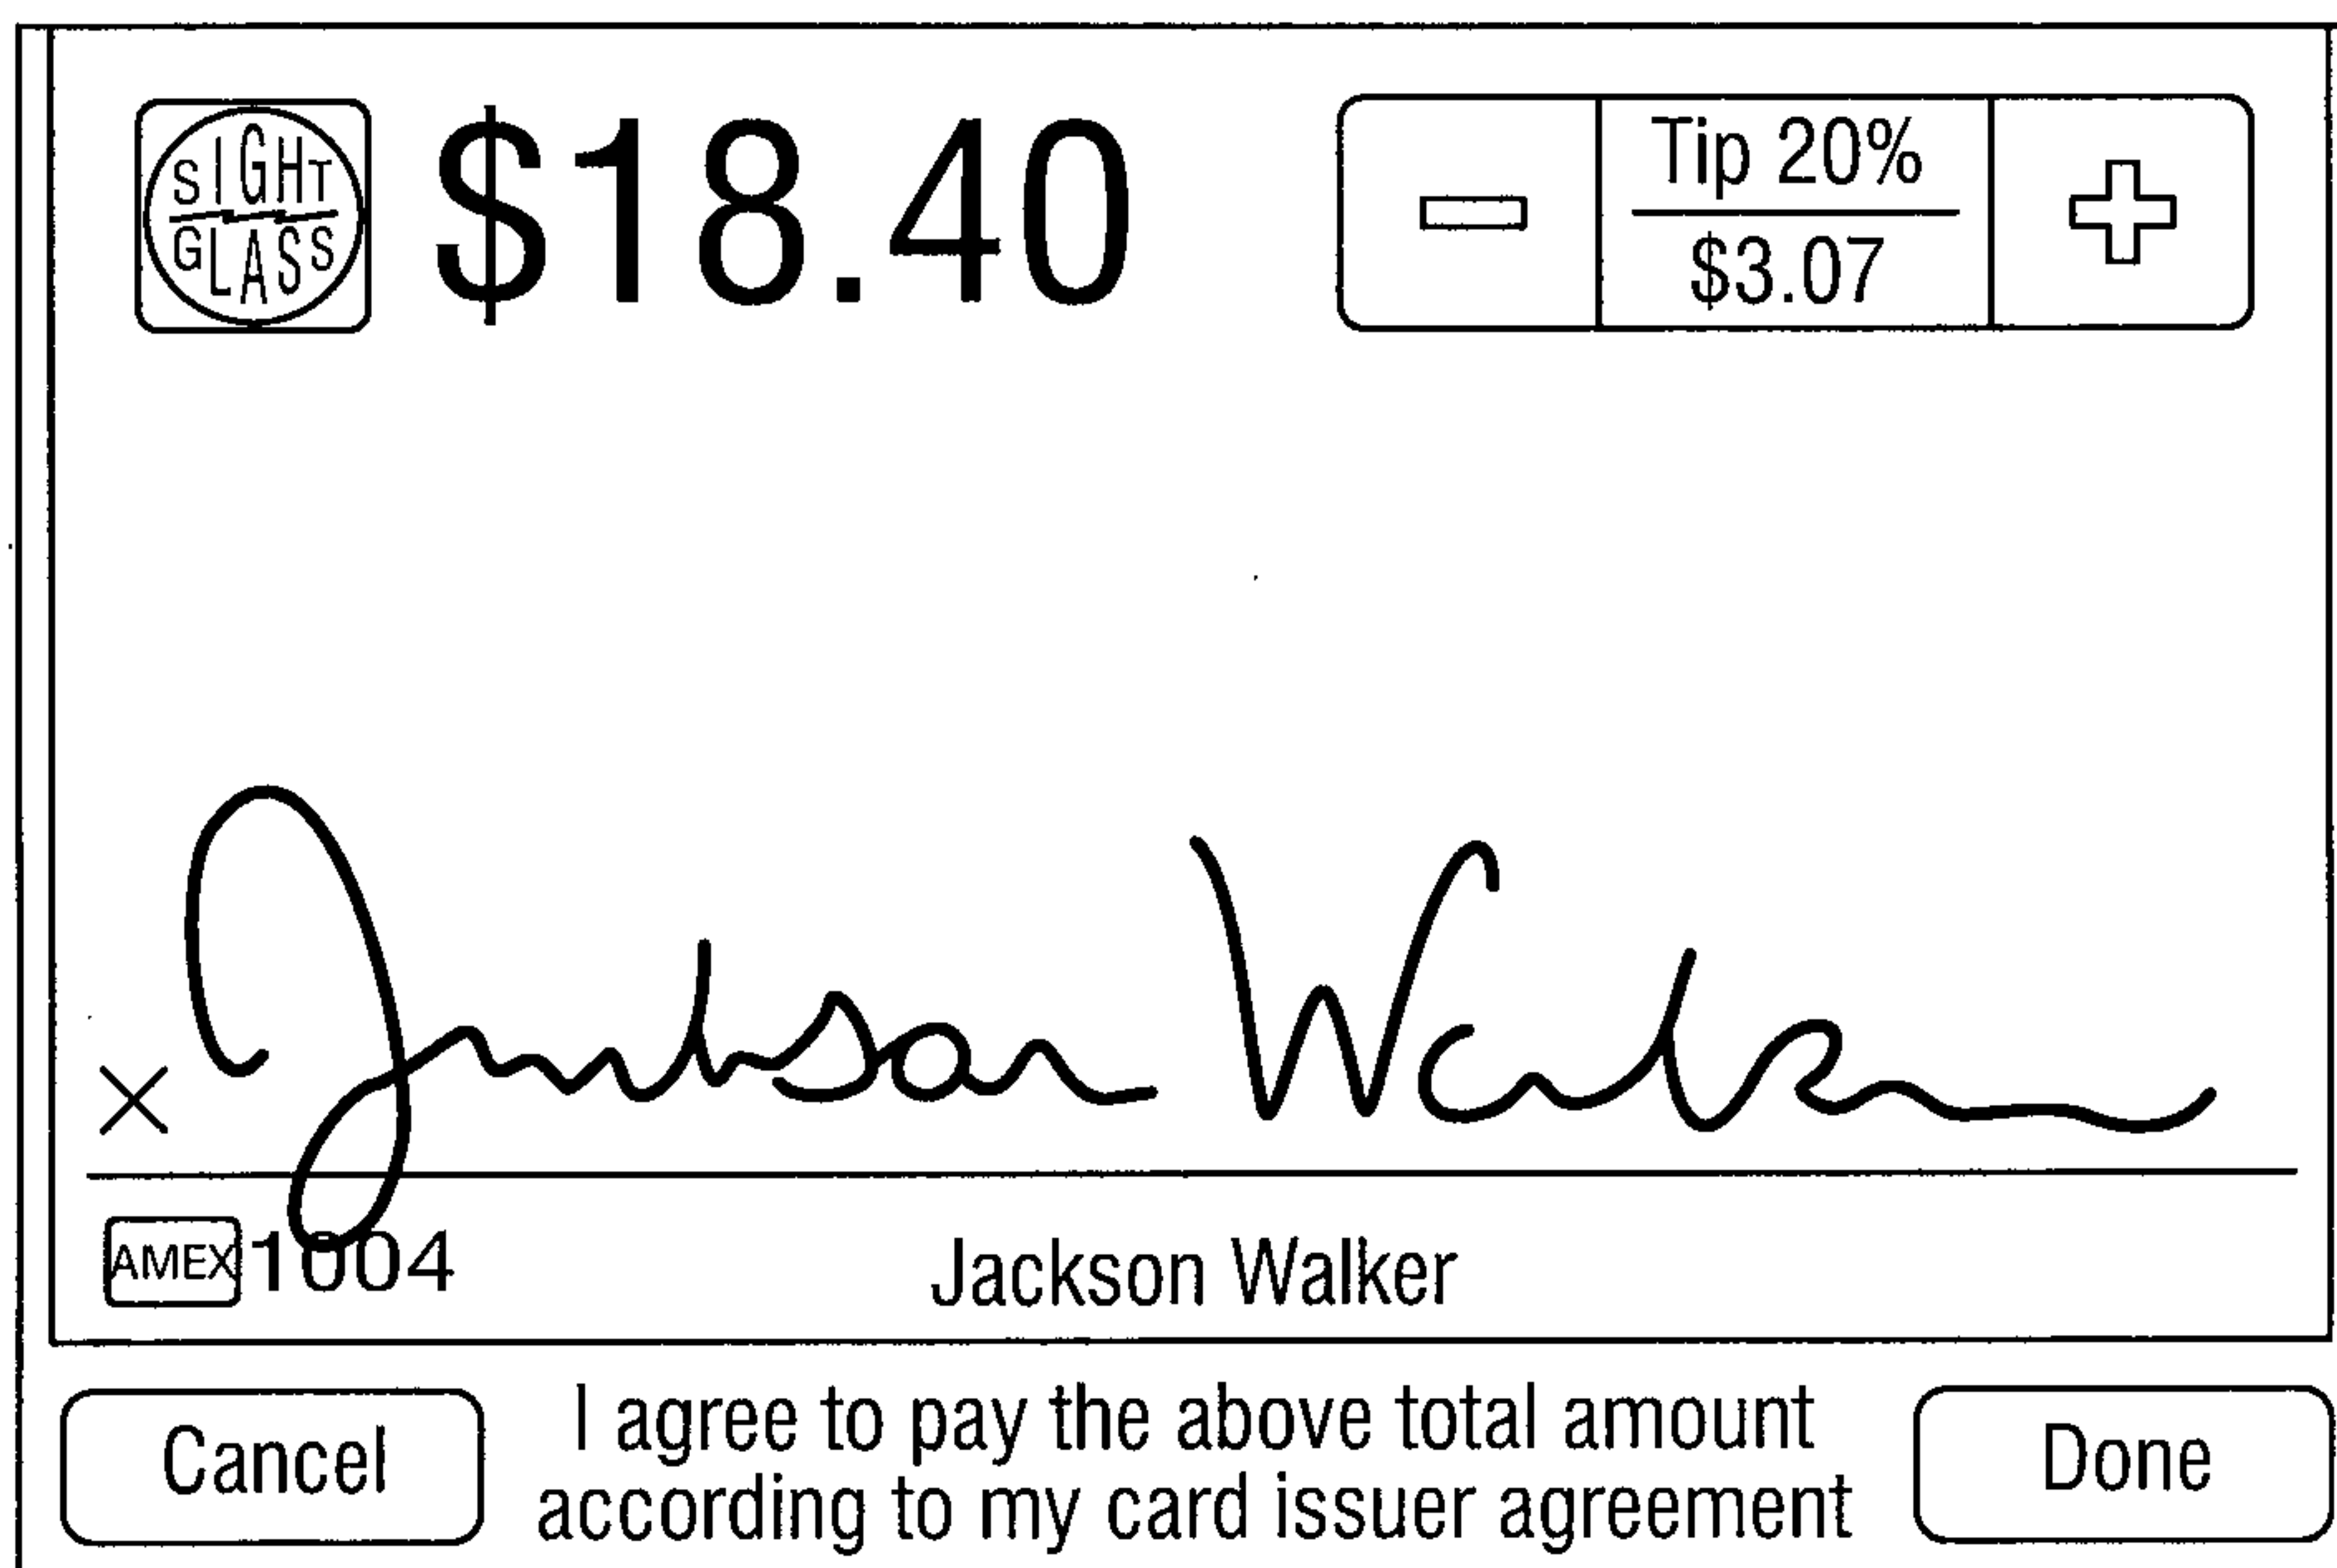 SIGHT
GLASS
$18.40
Tip 20%
$3.07
Jackson Walker
AMEX 1004
Jackson Walker
Cancel
I agree to pay the above total amount
according to my card issuer agreement
Done